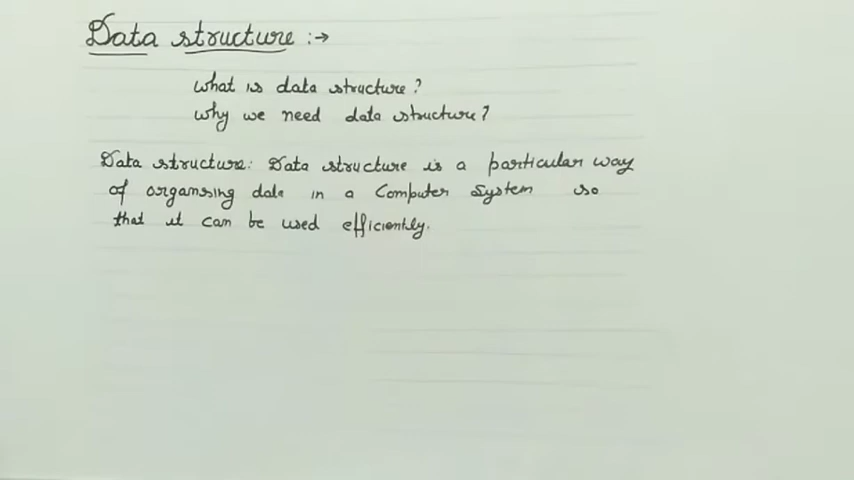 Data structure :→
What is data structure?
Why we need data structure?
Data structure: Data structure is a particular way
of organising data in a Computer System so
that it can be used efficiently.